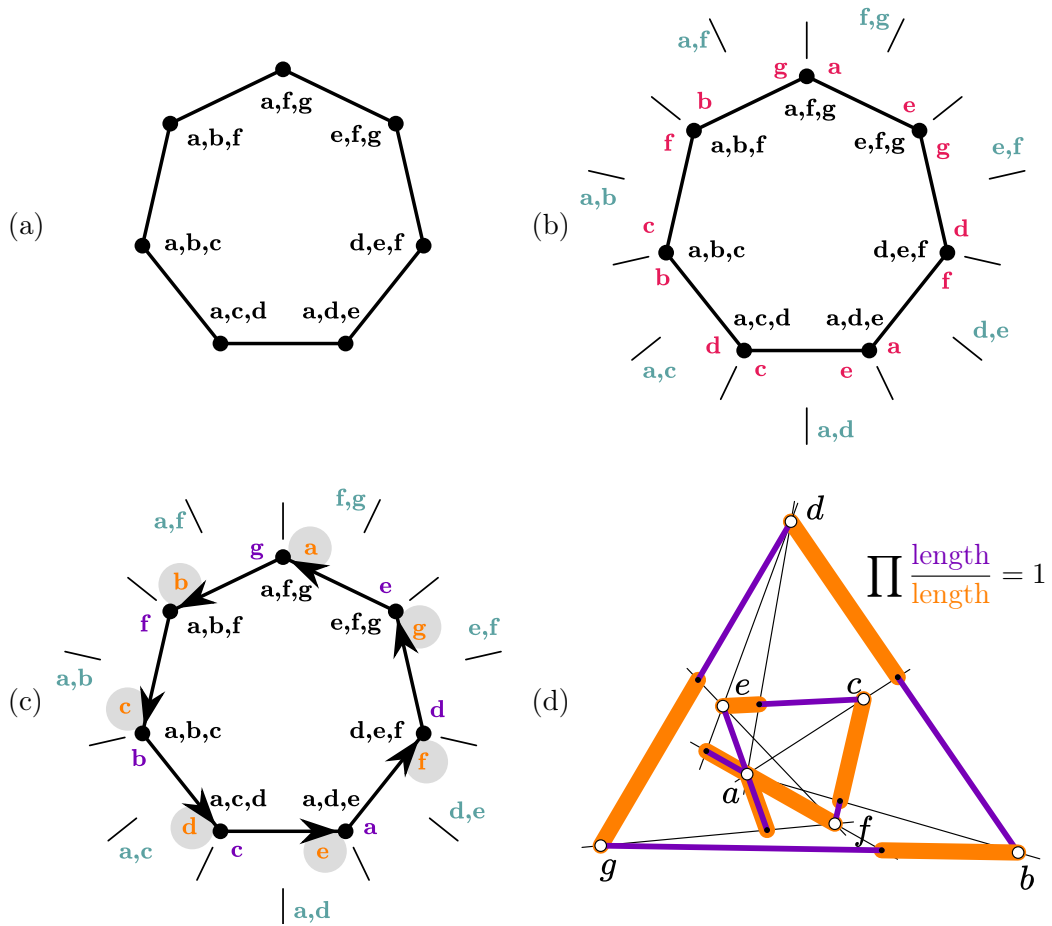 (a)
a,f,g
a,b,f
e,f,g
a,b,c
d,e,f
a,c,d
a,d,e
(b)
a,f
f,g
g
a
b
e
a,f,g
f
a,b,f
e,f,g
g
e,f
a,b
c
d
a,b,c
d,e,f
b
f
a,c,d
a,d,e
d
a
d,e
a,c
c
e
a,d
(c)
a,f
f,g
g
a
b
e
a,f,g
f
a,b,f
e,f,g
g
e,f
a,b
c
d
a,b,c
d,e,f
b
f
a,c,d
a,d,e
d
a
d,e
a,c
c
e
a,d
(d)
d
∏ length/length = 1
e
c
a
f
g
b